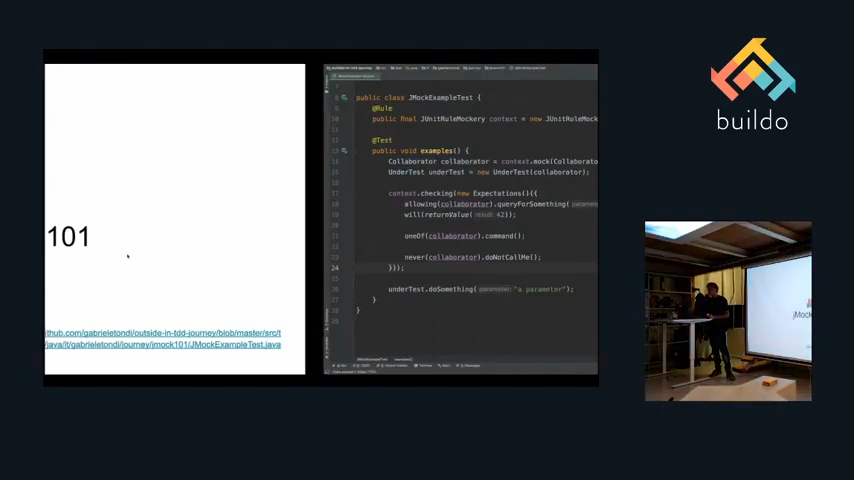 101
ithub.com/gabrieletondi/outside-in-tdd-journey/blob/master/src/t
/java/it/gabrieletondi/journey/jmock101/JMockExampleTest.java
public class JMockExampleTest {
@Rule
public final JUnitRuleMockery context = new JUnitRuleMock
@Test
public void examples() {
Collaborator collaborator = context.mock(Collaborato
UnderTest underTest = new UnderTest(collaborator);
context.checking(new Expectations(){{
allowing(collaborator).queryForSomething(
will(returnValue( result: 42));
oneOf(collaborator).command();
never(collaborator).doNotCallMe();
24 }});
underTest.doSomething( parameter: "a parameter");
}
}
buildo
jMock